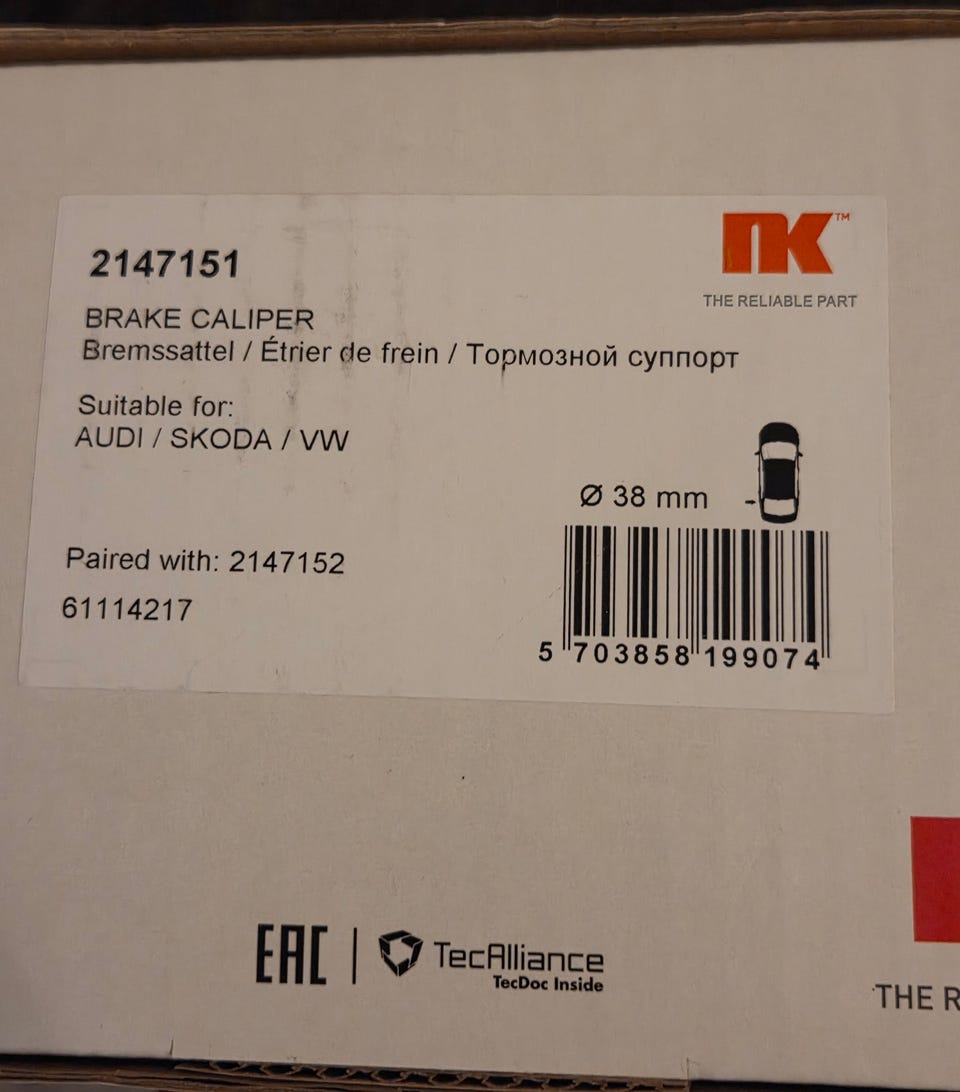 2147151
NK™
THE RELIABLE PART
BRAKE CALIPER
Bremssattel / Étrier de frein / Тормозной суппорт
Suitable for:
AUDI / SKODA / VW
Ø 38 mm
Paired with: 2147152
61114217
5 703858 199074
EAC
TecAlliance
TecDoc Inside
THE R